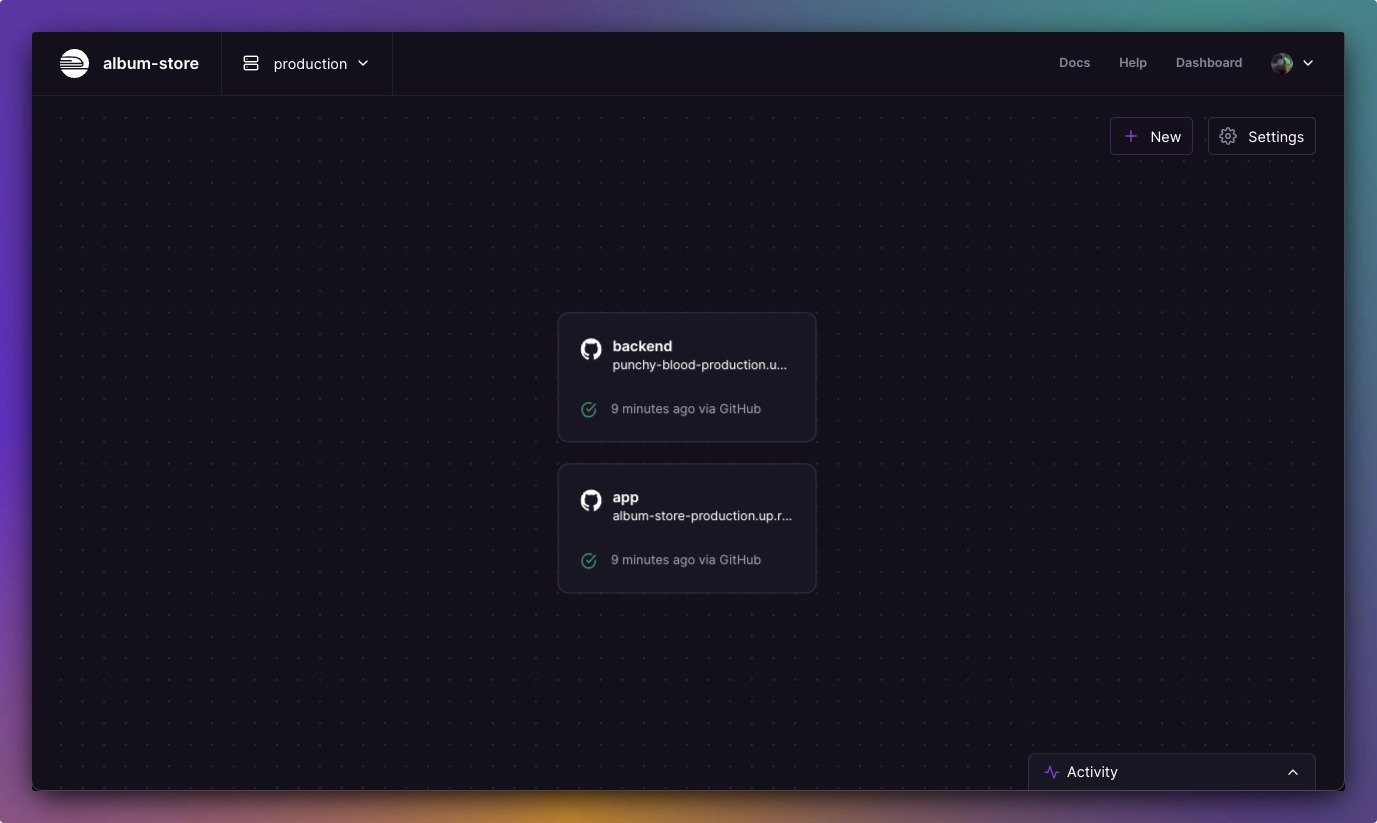 album-store
production
Docs Help Dashboard
New
Settings
backend
punchy-blood-production.u...
9 minutes ago via GitHub
app
album-store-production.up.r...
9 minutes ago via GitHub
Activity